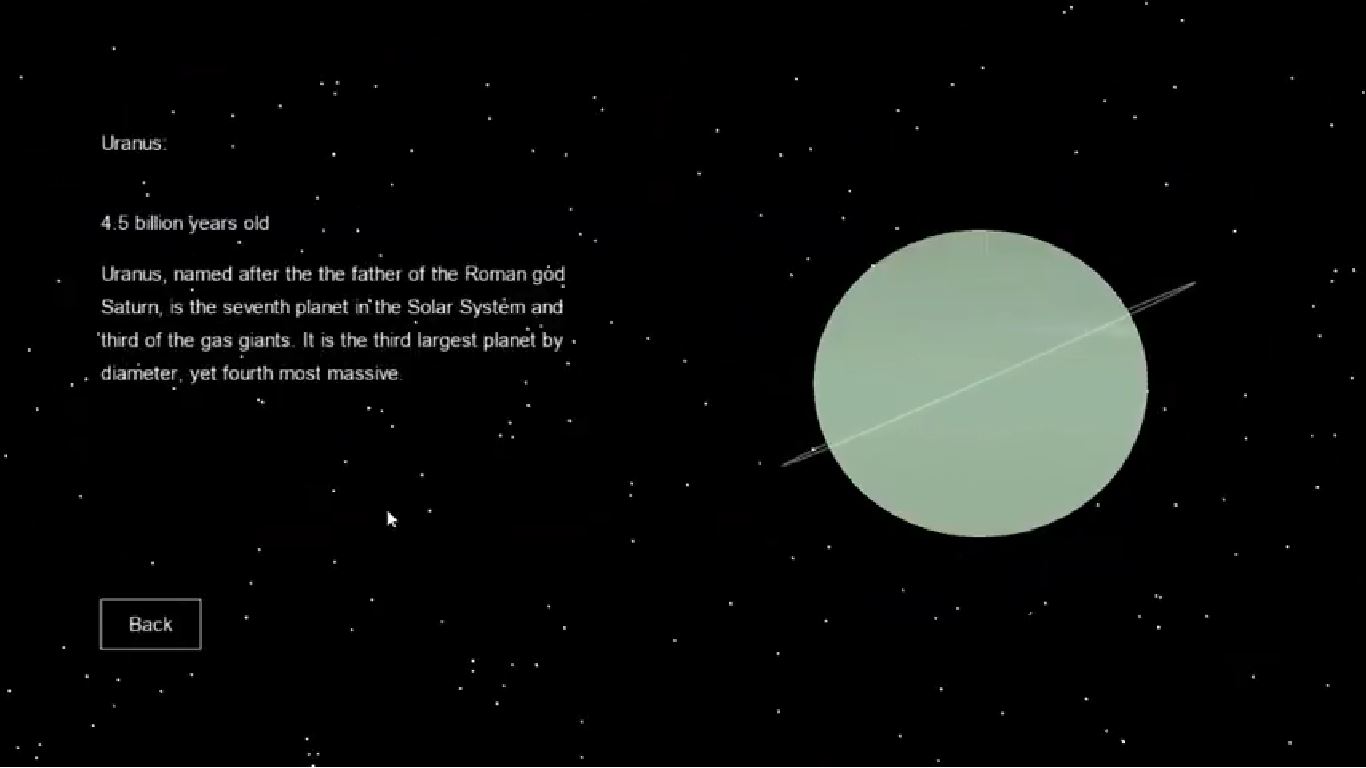 Uranus:
4.5 billion years old
Uranus, named after the the father of the Roman god
Saturn, is the seventh planet in the Solar System and
third of the gas giants. It is the third largest planet by
diameter, yet fourth most massive.
Back